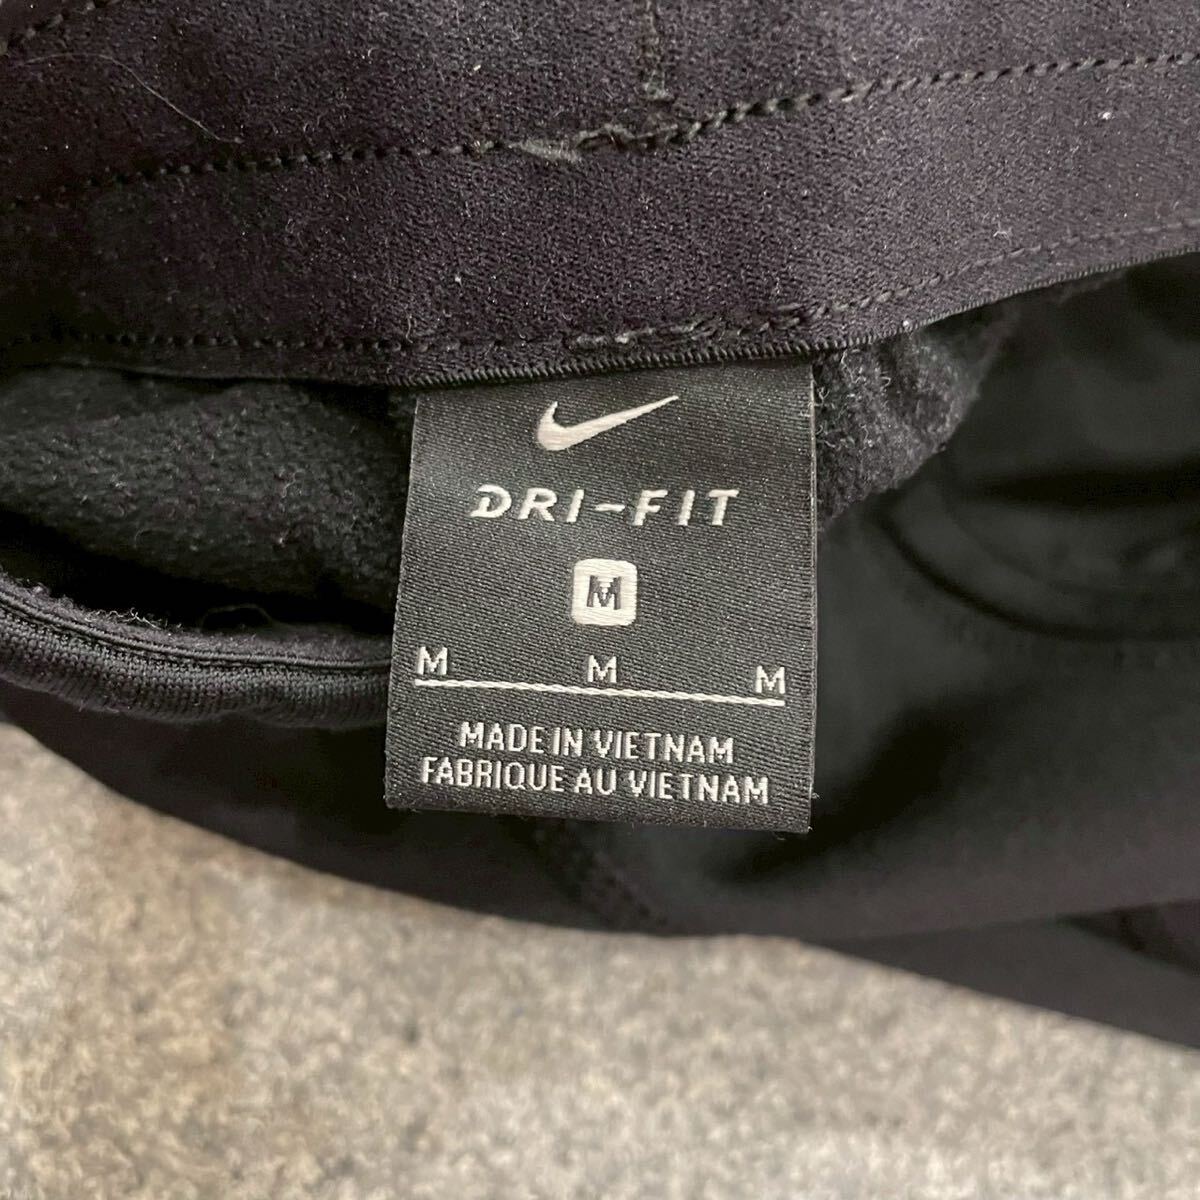 DRI-FIT
M
M M M
MADE IN VIETNAM
FABRIQUE AU VIETNAM